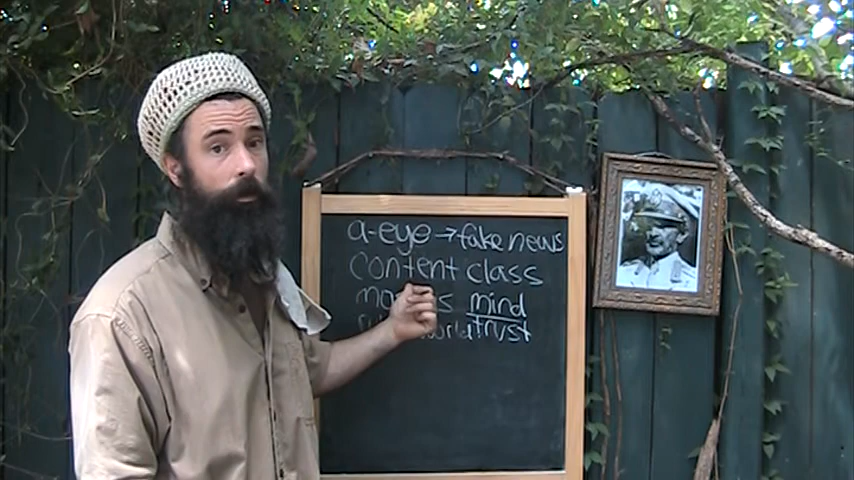 a-eye → fake news
content class
mind
trust